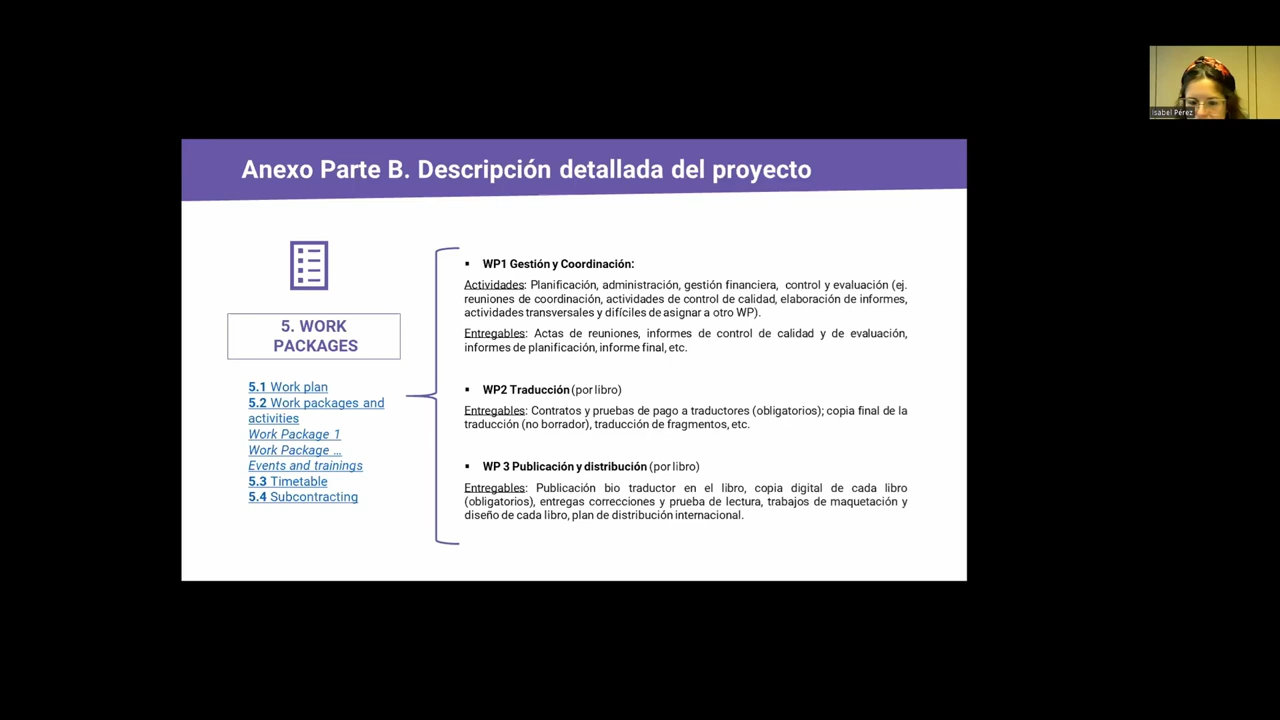 Isabel Pérez
Anexo Parte B. Descripción detallada del proyecto
5. WORK
PACKAGES
5.1 Work plan
5.2 Work packages and
activities
Work Package 1
Work Package …
Events and trainings
5.3 Timetable
5.4 Subcontracting
▪ WP1 Gestión y Coordinación:
Actividades: Planificación, administración, gestión financiera, control y evaluación (ej.
reuniones de coordinación, actividades de control de calidad, elaboración de informes,
actividades transversales y difíciles de asignar a otro WP).
Entregables: Actas de reuniones, informes de control de calidad y de evaluación,
informes de planificación, informe final, etc.
▪ WP2 Traducción (por libro)
Entregables: Contratos y pruebas de pago a traductores (obligatorios); copia final de la
traducción (no borrador), traducción de fragmentos, etc.
▪ WP 3 Publicación y distribución (por libro)
Entregables: Publicación bio traductor en el libro, copia digital de cada libro
(obligatorios), entregas correcciones y prueba de lectura, trabajos de maquetación y
diseño de cada libro, plan de distribución internacional.